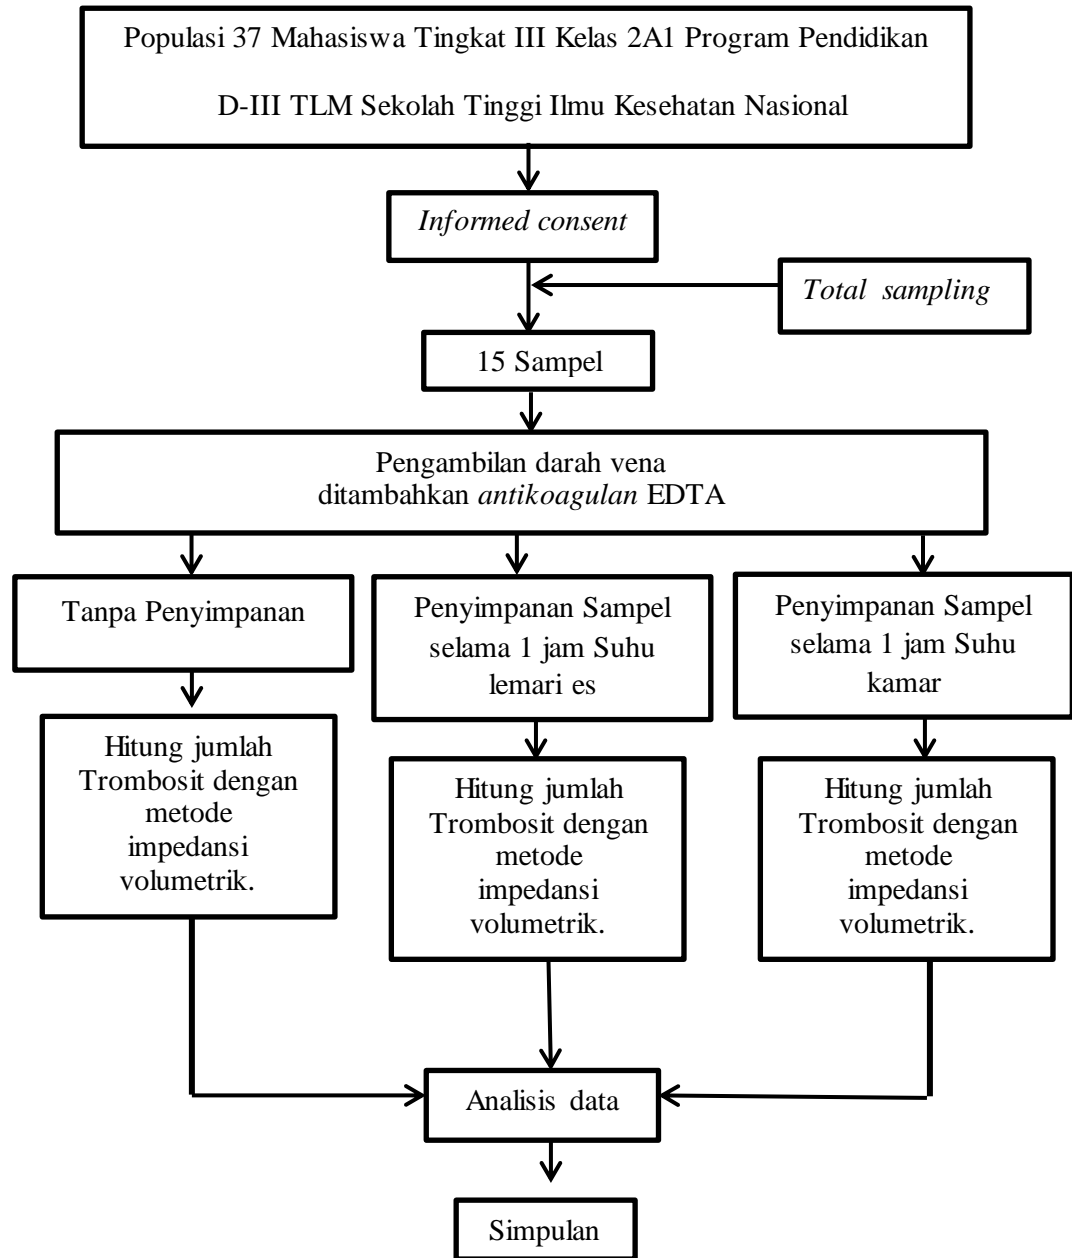 Populasi 37 Mahasiswa Tingkat III Kelas 2A1 Program Pendidikan
D-III TLM Sekolah Tinggi Ilmu Kesehatan Nasional
Informed consent
Total sampling
15 Sampel
Pengambilan darah vena
ditambahkan antikoagulan EDTA
Tanpa Penyimpanan
Penyimpanan Sampel
selama 1 jam Suhu
lemari es
Penyimpanan Sampel
selama 1 jam Suhu
kamar
Hitung jumlah
Trombosit dengan
metode
impedansi
volumetrik.
Hitung jumlah
Trombosit dengan
metode
impedansi
volumetrik.
Hitung jumlah
Trombosit dengan
metode
impedansi
volumetrik.
Analisis data
Simpulan